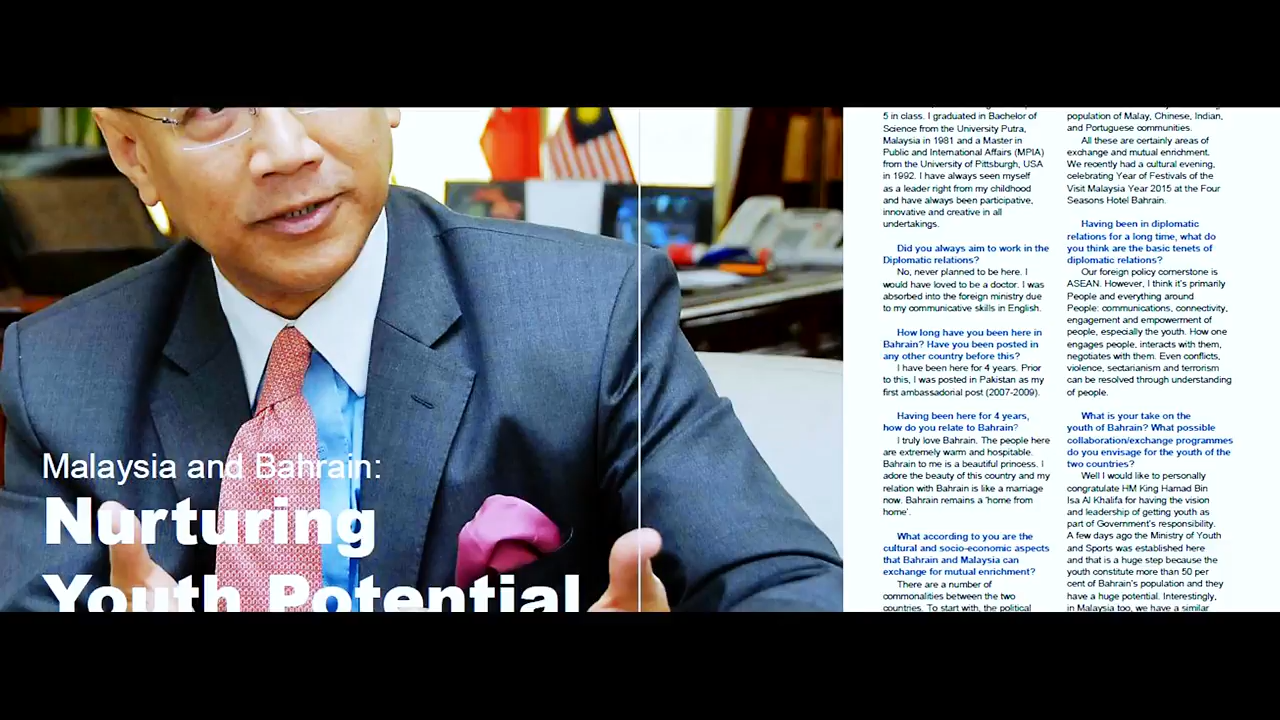 Malaysia and Bahrain:
Nurturing
Youth Potential
5 in class. I graduated in Bachelor of
Science from the University Putra,
Malaysia in 1981 and a Master in
Public and International Affairs (MPIA)
from the University of Pittsburgh, USA
in 1992. I have always seen myself
as a leader right from my childhood
and have always been participative,
innovative and creative in all
undertakings.
Did you always aim to work in the
Diplomatic relations?
No, never planned to be here. I
would have loved to be a doctor. I was
absorbed into the foreign ministry due
to my communicative skills in English.
How long have you been here in
Bahrain? Have you been posted in
any other country before this?
I have been here for 4 years. Prior
to this, I was posted in Pakistan as my
first ambassadorial post (2007-2009).
Having been here for 4 years,
how do you relate to Bahrain?
I truly love Bahrain. The people here
are extremely warm and hospitable.
Bahrain to me is a beautiful princess. I
adore the beauty of this country and my
relation with Bahrain is like a marriage
now. Bahrain remains a 'home from
home'.
What according to you are the
cultural and socio-economic aspects
that Bahrain and Malaysia can
exchange for mutual enrichment?
There are a number of
commonalities between the two
countries. To start with, the political
population of Malay, Chinese, Indian,
and Portuguese communities.
All these are certainly areas of
exchange and mutual enrichment.
We recently had a cultural evening,
celebrating Year of Festivals of the
Visit Malaysia Year 2015 at the Four
Seasons Hotel Bahrain.
Having been in diplomatic
relations for a long time, what do
you think are the basic tenets of
diplomatic relations?
Our foreign policy cornerstone is
ASEAN. However, I think it's primarily
People and everything around
People: communications, connectivity,
engagement and empowerment of
people, especially the youth. How one
engages people, interacts with them,
negotiates with them. Even conflicts,
violence, sectarianism and terrorism
can be resolved through understanding
of people.
What is your take on the
youth of Bahrain? What possible
collaboration/exchange programmes
do you envisage for the youth of the
two countries?
Well I would like to personally
congratulate HM King Hamad Bin
Isa Al Khalifa for having the vision
and leadership of getting youth as
part of Government's responsibility.
A few days ago the Ministry of Youth
and Sports was established here
and that is a huge step because the
youth constitute more than 50 per
cent of Bahrain's population and they
have a huge potential. Interestingly,
in Malaysia too, we have a similar